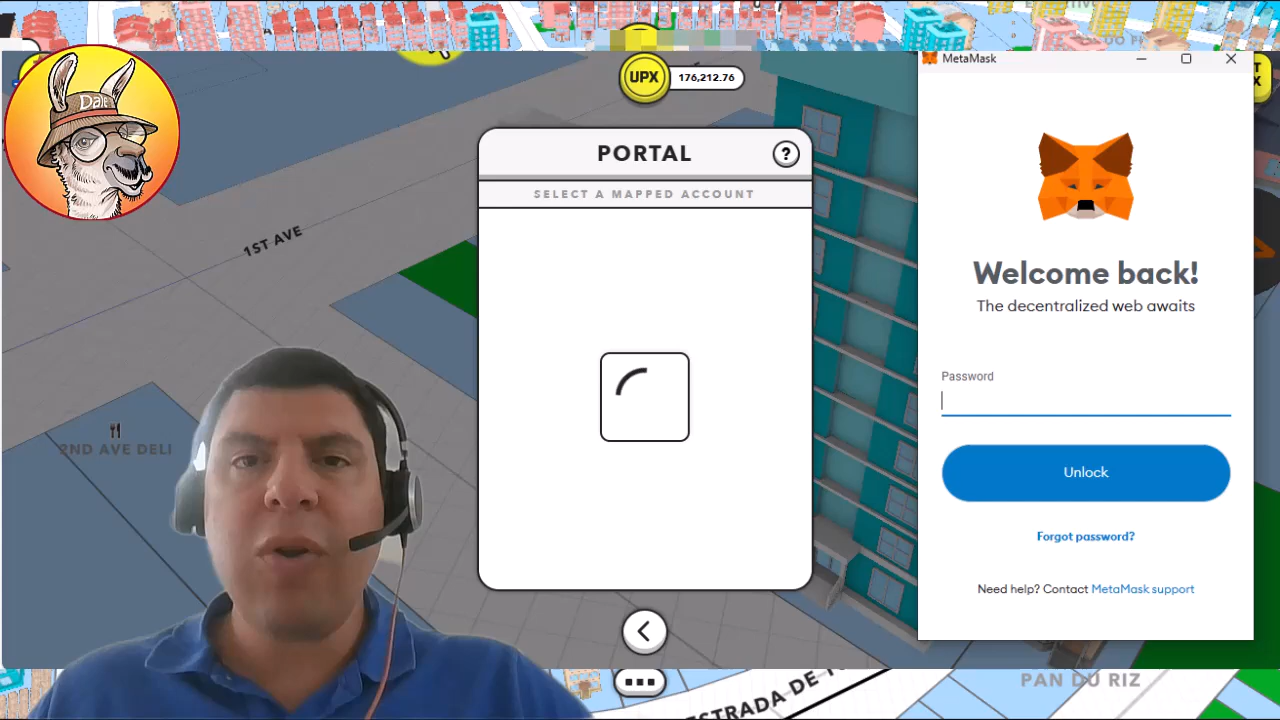 Dale
UPX
176,212.76
MetaMask
PORTAL
?
SELECT A MAPPED ACCOUNT
1ST AVE
2ND AVE DELI
Welcome back!
The decentralized web awaits
Password
Unlock
Forgot password?
Need help? Contact MetaMask support
ESTRADA DE
PAN DU RIZ